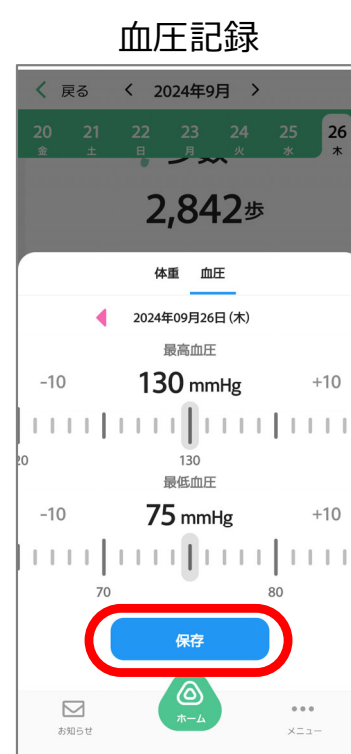 血圧記録
戻る 2024年9月
20 21 22 23 24 25 26
金 土 日 月 火 水 木
歩数
2,842歩
体重 血圧
2024年09月26日(木)
最高血圧
-10 130 mmHg +10
20 130
最低血圧
-10 75 mmHg +10
70 80
保存
お知らせ ホーム メニュー